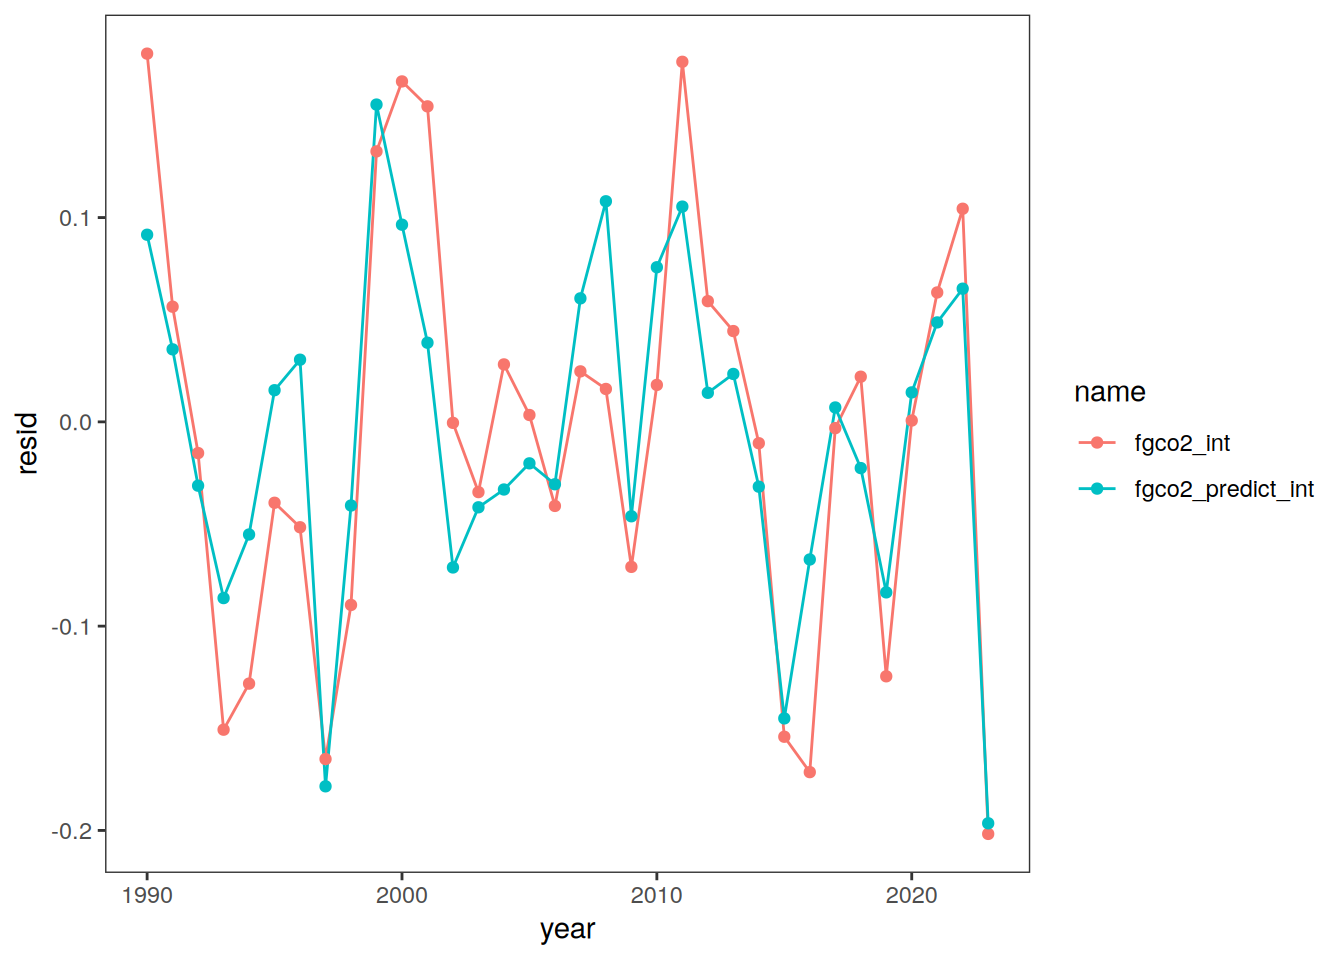 0.1
0.0
-0.1
-0.2
resid
1990
2000
2010
2020
year
name
fgco2_int
fgco2_predict_int